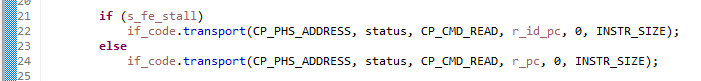 20
21 if (s_fe_stall)
22 if_code.transport(CP_PHS_ADDRESS, status, CP_CMD_READ, r_id_pc, 0, INSTR_SIZE);
23 else
24 if_code.transport(CP_PHS_ADDRESS, status, CP_CMD_READ, r_pc, 0, INSTR_SIZE);
25